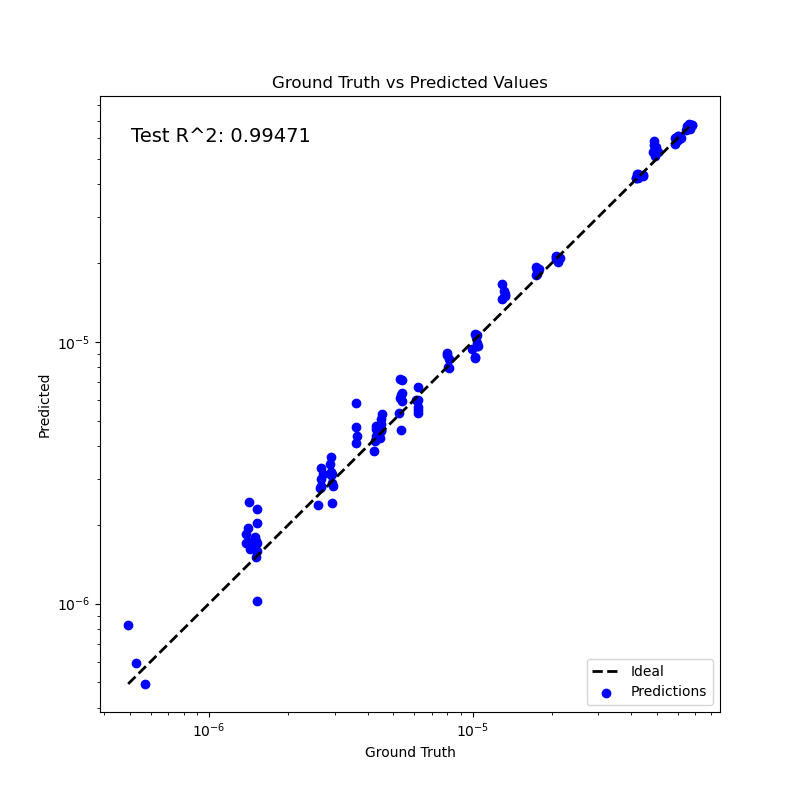 Ground Truth vs Predicted Values
Test R^2: 0.99471
Predicted
10⁻⁵
10⁻⁶
10⁻⁶
10⁻⁵
Ground Truth
Ideal
Predictions